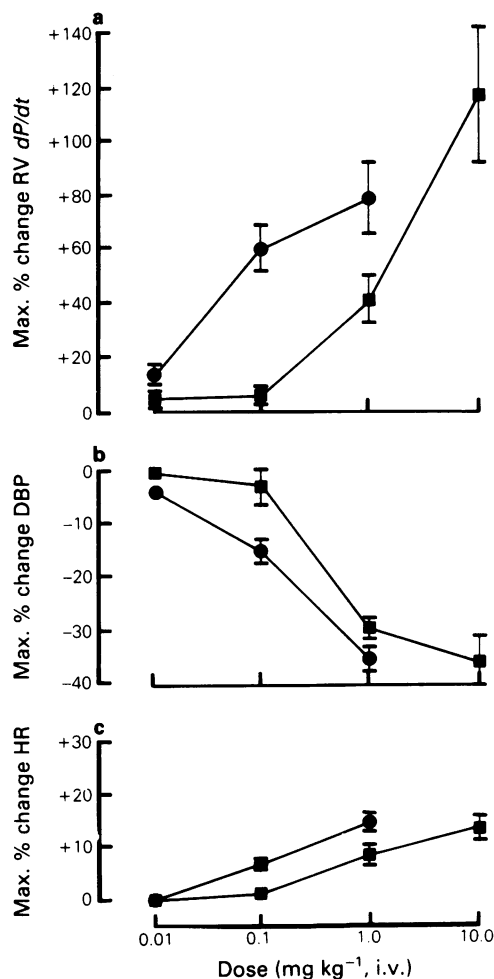 a
Max. % change RV dP/dt
+140
+120
+100
+80
+60
+40
+20
0
b
Max. % change DBP
0
−10
−20
−30
−40
c
Max. % change HR
+30
+20
+10
0
0.01 0.1 1.0 10.0
Dose (mg kg⁻¹, i.v.)